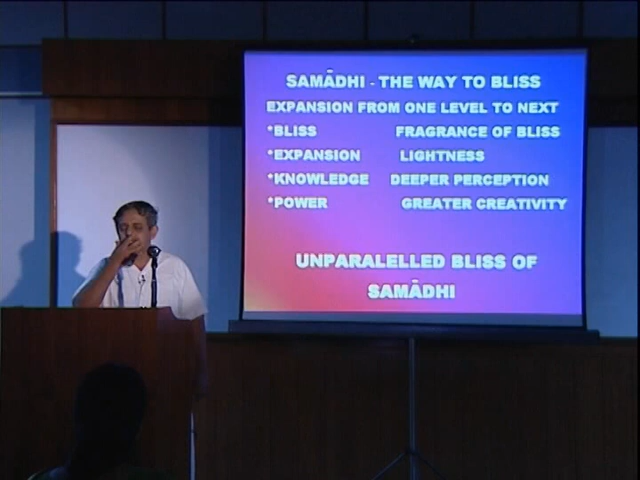 SAMĀDHI - THE WAY TO BLISS
EXPANSION FROM ONE LEVEL TO NEXT
*BLISS FRAGRANCE OF BLISS
*EXPANSION LIGHTNESS
*KNOWLEDGE DEEPER PERCEPTION
*POWER GREATER CREATIVITY
UNPARALELLED BLISS OF
SAMĀDHI